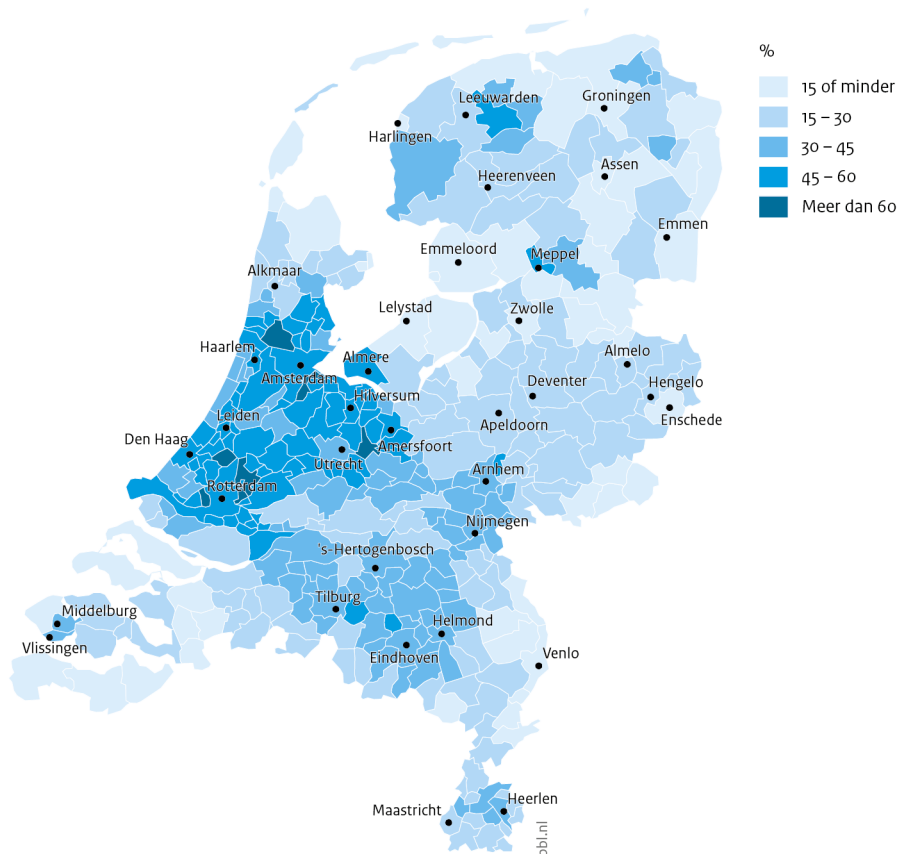 %
15 of minder
15 – 30
30 – 45
45 – 60
Meer dan 60
Leeuwarden
Groningen
Harlingen
Assen
Heerenveen
Emmen
Emmeloord
Meppel
Alkmaar
Lelystad
Zwolle
Haarlem
Almere
Almelo
Amsterdam
Deventer
Hengelo
Hilversum
Leiden
Apeldoorn
Enschede
Den Haag
Amersfoort
Utrecht
Arnhem
Rotterdam
Nijmegen
's-Hertogenbosch
Tilburg
Middelburg
Helmond
Vlissingen
Eindhoven
Venlo
Heerlen
Maastricht
pbl.nl